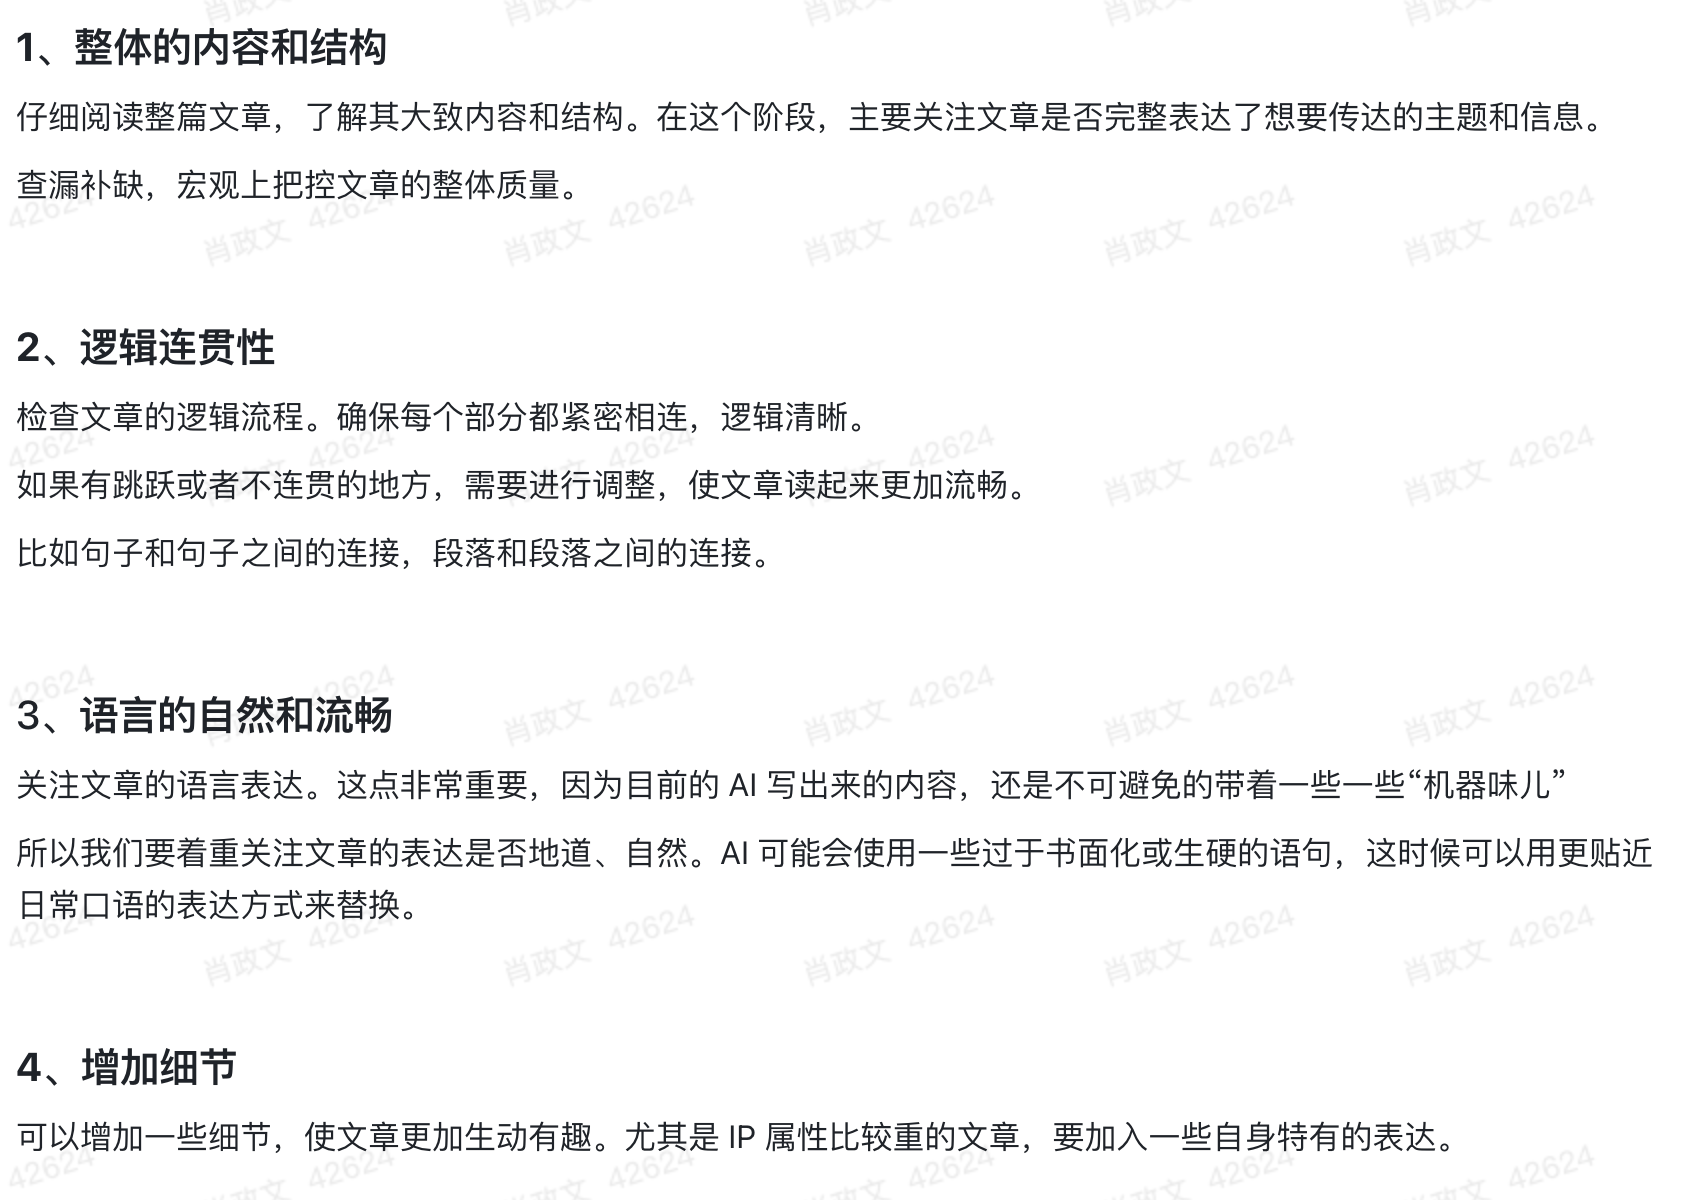 1、整体的内容和结构
仔细阅读整篇文章，了解其大致内容和结构。在这个阶段，主要关注文章是否完整表达了想要传达的主题和信息。
查漏补缺，宏观上把控文章的整体质量。
2、逻辑连贯性
检查文章的逻辑流程。确保每个部分都紧密相连，逻辑清晰。
如果有跳跃或者不连贯的地方，需要进行调整，使文章读起来更加流畅。
比如句子和句子之间的连接，段落和段落之间的连接。
3、语言的自然和流畅
关注文章的语言表达。这点非常重要，因为目前的 AI 写出来的内容，还是不可避免的带着一些一些“机器味儿”
所以我们要着重关注文章的表达是否地道、自然。AI 可能会使用一些过于书面化或生硬的语句，这时候可以用更贴近
日常口语的表达方式来替换。
4、增加细节
可以增加一些细节，使文章更加生动有趣。尤其是 IP 属性比较重的文章，要加入一些自身特有的表达。
肖政文 42624